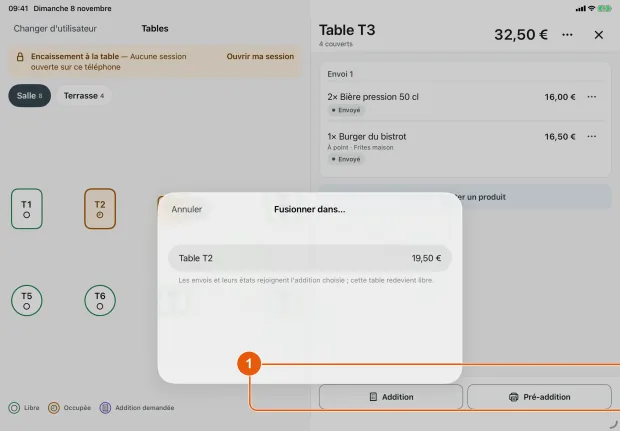 09:41 Dimanche 8 novembre
Changer d'utilisateur
Tables
Encaissement à la table — Aucune session
ouverte sur ce téléphone
Ouvrir ma session
Salle 8
Terrasse 4
T1
T2
T5
T6
Libre
Occupée
Addition demandée
Table T3
4 couverts
32,50 €
Envoi 1
2× Bière pression 50 cl
16,00 €
Envoyé
1× Burger du bistrot
16,50 €
À point · Frites maison
Envoyé
un produit
Annuler
Fusionner dans...
Table T2
19,50 €
Les envois et leurs états rejoignent l'addition choisie ; cette table redevient libre.
1
Addition
Pré-addition